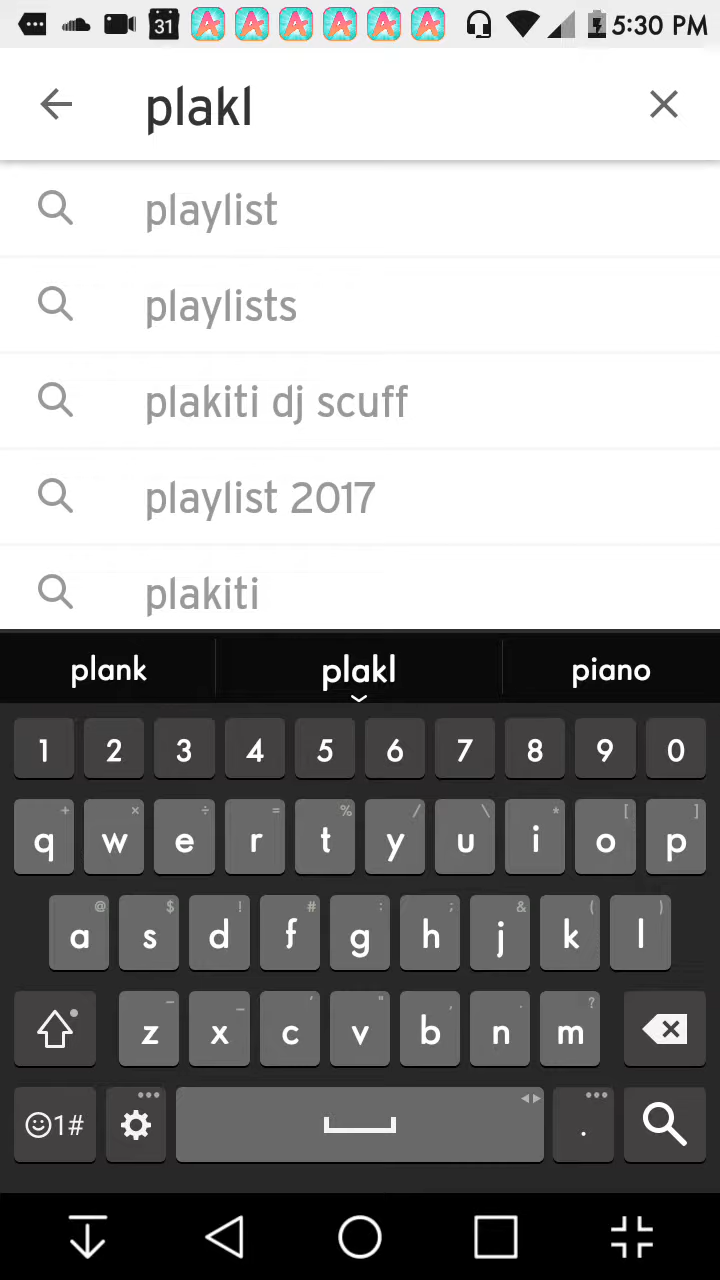 31 5:30 PM
plakl
playlist
playlists
plakiti dj scuff
playlist 2017
plakiti
plank plakl piano
1 2 3 4 5 6 7 8 9 0
+ × ÷ = % / \ * [ ]
q w e r t y u i o p
@ $ ! # : ; & ( )
a s d f g h j k l
– _ ' " , . ?
z x c v b n m
1# .